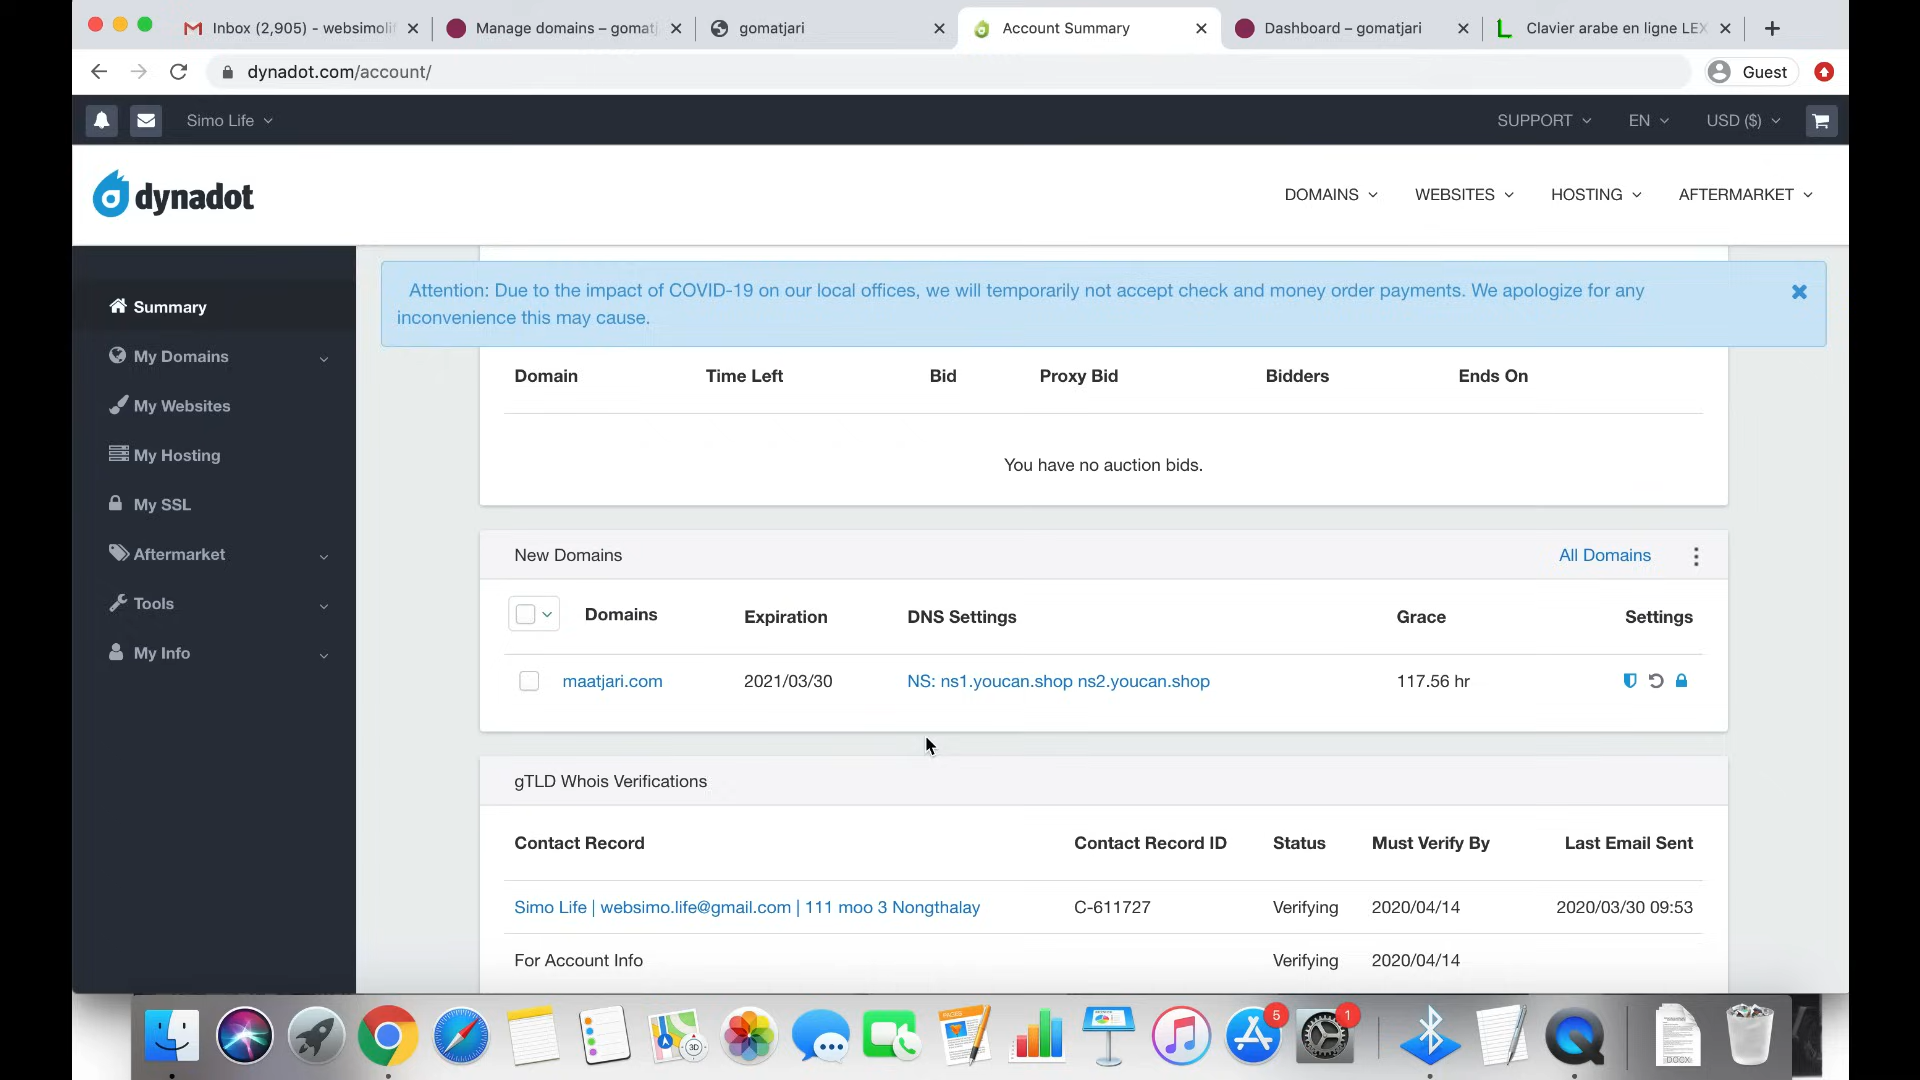 Inbox (2,905) - websimolif
Manage domains – gomatj
gomatjari
Account Summary
Dashboard – gomatjari
Clavier arabe en ligne LEX
dynadot.com/account/
Guest
Simo Life
SUPPORT
EN
USD ($)
dynadot
DOMAINS
WEBSITES
HOSTING
AFTERMARKET
Summary
My Domains
My Websites
My Hosting
My SSL
Aftermarket
Tools
My Info
Attention: Due to the impact of COVID-19 on our local offices, we will temporarily not accept check and money order payments. We apologize for any
inconvenience this may cause.
Domain Time Left Bid Proxy Bid Bidders Ends On
You have no auction bids.
New Domains All Domains
Domains Expiration DNS Settings Grace Settings
maatjari.com 2021/03/30 NS: ns1.youcan.shop ns2.youcan.shop 117.56 hr
gTLD Whois Verifications
Contact Record Contact Record ID Status Must Verify By Last Email Sent
Simo Life | websimo.life@gmail.com | 111 moo 3 Nongthalay C-611727 Verifying 2020/04/14 2020/03/30 09:53
For Account Info Verifying 2020/04/14
3D
PAGES
5
1
DOCX